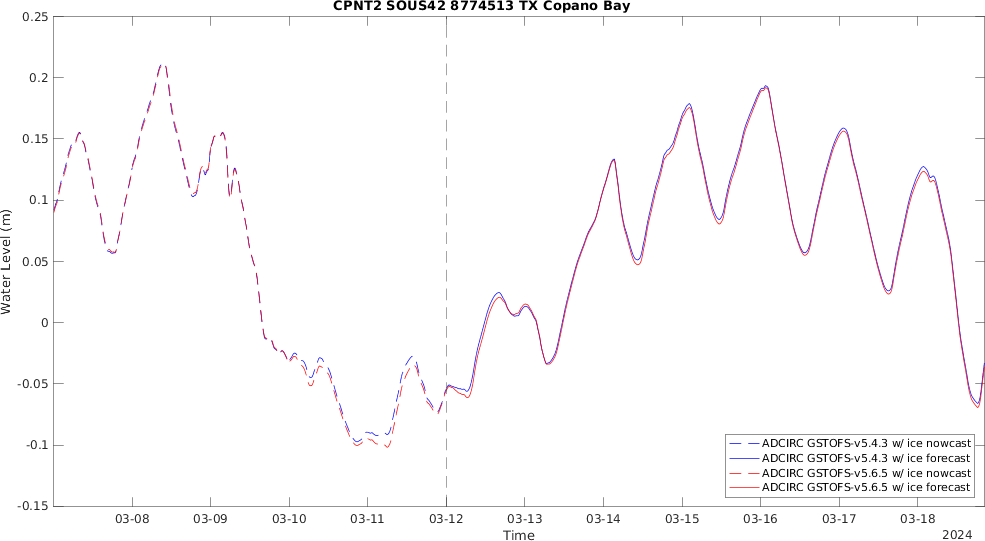 CPNT2 SOUS42 8774513 TX Copano Bay
0.25
0.2
0.15
0.1
0.05
0
-0.05
-0.1
-0.15
Water Level (m)
03-08 03-09 03-10 03-11 03-12 03-13 03-14 03-15 03-16 03-17 03-18
Time
2024
ADCIRC GSTOFS-v5.4.3 w/ ice nowcast
ADCIRC GSTOFS-v5.4.3 w/ ice forecast
ADCIRC GSTOFS-v5.6.5 w/ ice nowcast
ADCIRC GSTOFS-v5.6.5 w/ ice forecast